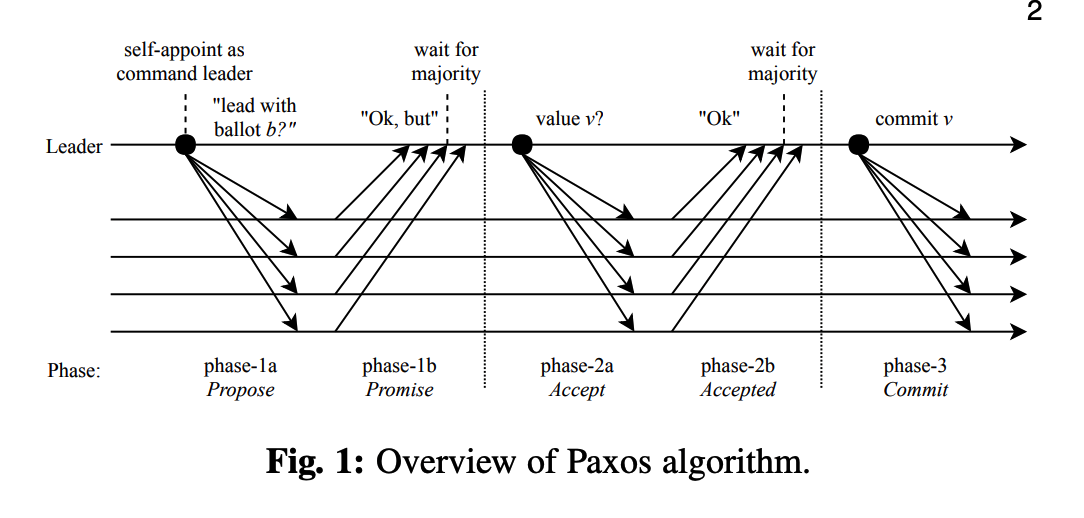 2
self-appoint as
command leader
wait for
majority
wait for
majority
"lead with
ballot b?"
"Ok, but"
value v?
"Ok"
commit v
Leader
Phase:
phase-1a
Propose
phase-1b
Promise
phase-2a
Accept
phase-2b
Accepted
phase-3
Commit
Fig. 1: Overview of Paxos algorithm.